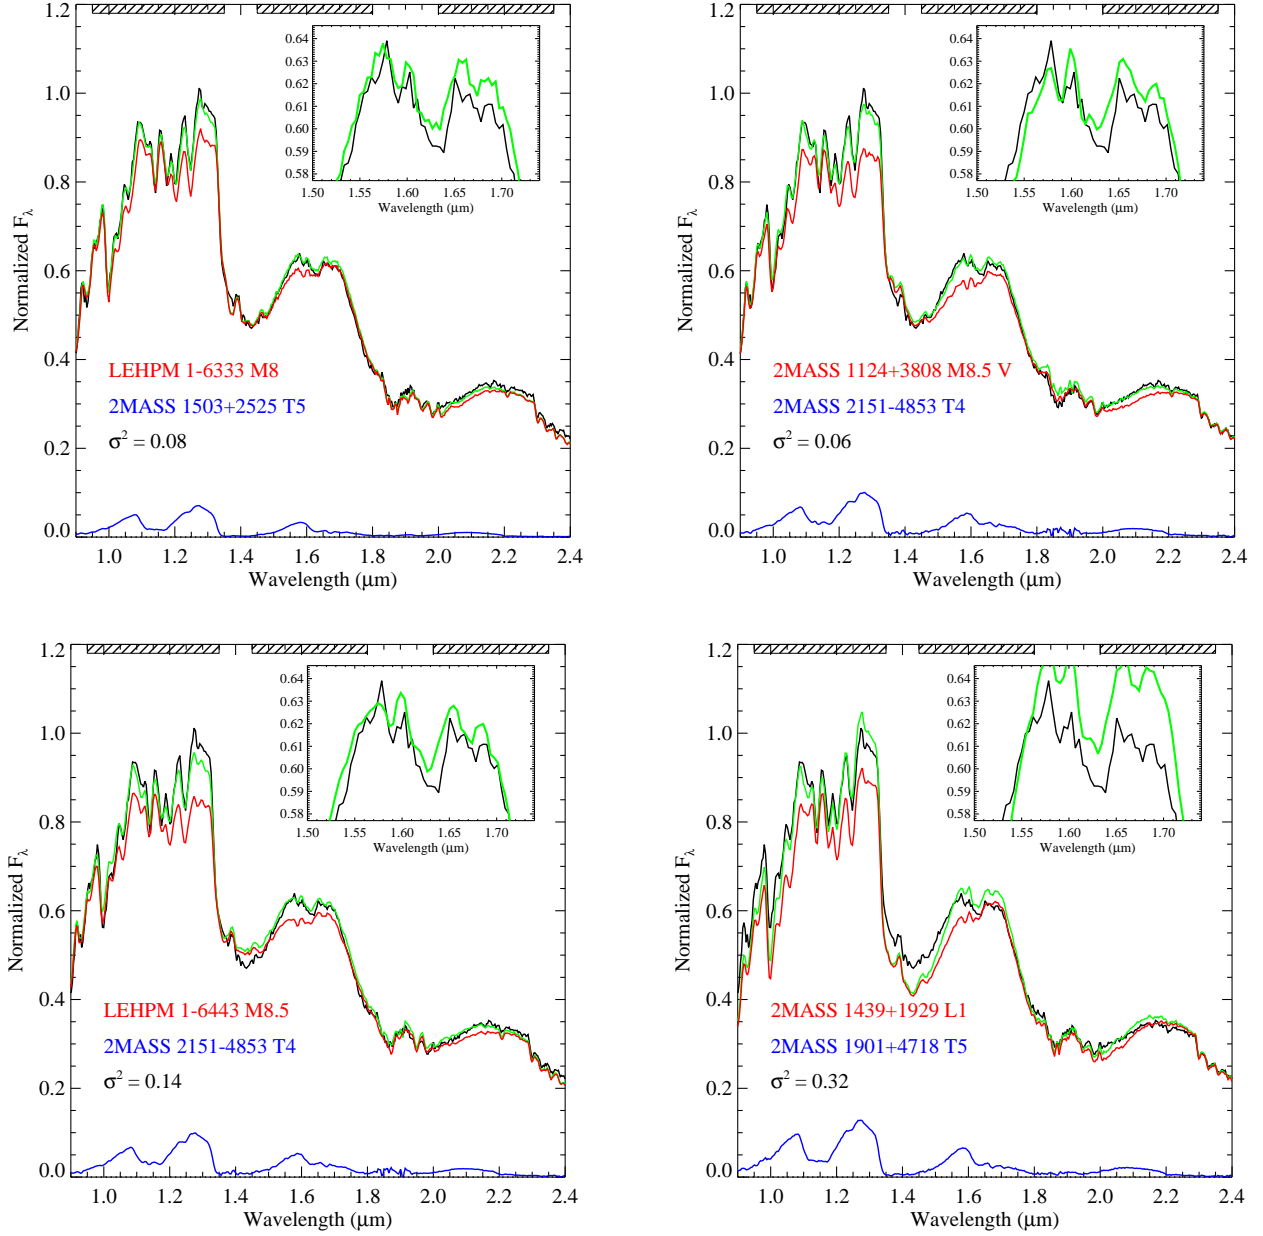 1.2
1.0
0.8
0.6
0.4
0.2
0.0
Normalized Fλ
0.64
0.63
0.62
0.61
0.60
0.59
0.58
1.50 1.55 1.60 1.65 1.70
Wavelength (μm)
LEHPM 1-6333 M8
2MASS 1503+2525 T5
σ² = 0.08
1.0 1.2 1.4 1.6 1.8 2.0 2.2 2.4
Wavelength (μm)
1.2
1.0
0.8
0.6
0.4
0.2
0.0
Normalized Fλ
0.64
0.63
0.62
0.61
0.60
0.59
0.58
1.50 1.55 1.60 1.65 1.70
Wavelength (μm)
2MASS 1124+3808 M8.5 V
2MASS 2151-4853 T4
σ² = 0.06
1.0 1.2 1.4 1.6 1.8 2.0 2.2 2.4
Wavelength (μm)
1.2
1.0
0.8
0.6
0.4
0.2
0.0
Normalized Fλ
0.64
0.63
0.62
0.61
0.60
0.59
0.58
1.50 1.55 1.60 1.65 1.70
Wavelength (μm)
LEHPM 1-6443 M8.5
2MASS 2151-4853 T4
σ² = 0.14
1.0 1.2 1.4 1.6 1.8 2.0 2.2 2.4
Wavelength (μm)
1.2
1.0
0.8
0.6
0.4
0.2
0.0
Normalized Fλ
0.64
0.63
0.62
0.61
0.60
0.59
0.58
1.50 1.55 1.60 1.65 1.70
Wavelength (μm)
2MASS 1439+1929 L1
2MASS 1901+4718 T5
σ² = 0.32
1.0 1.2 1.4 1.6 1.8 2.0 2.2 2.4
Wavelength (μm)